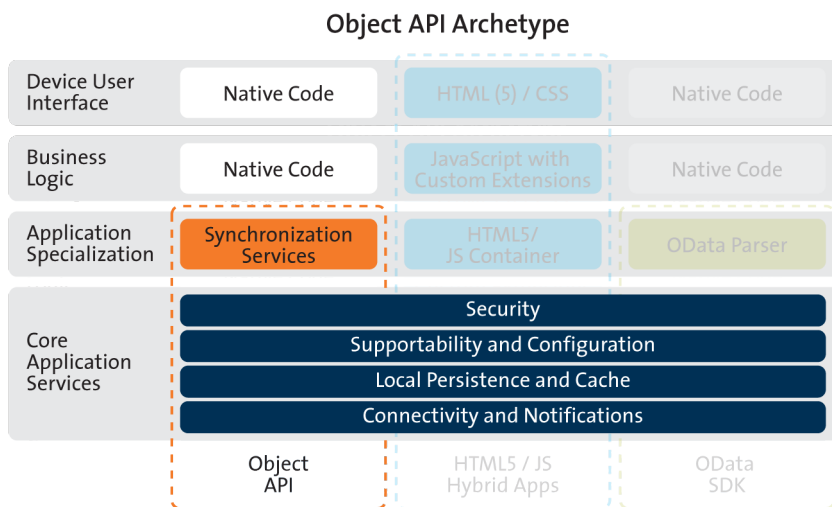 Object API Archetype
Device User
Interface
Native Code
HTML (5) / CSS
Native Code
Business
Logic
Native Code
JavaScript with
Custom Extensions
Native Code
Application
Specialization
Synchronization
Services
HTML5/
JS Container
OData Parser
Core
Application
Services
Security
Supportability and Configuration
Local Persistence and Cache
Connectivity and Notifications
Object
API
HTML5 / JS
Hybrid Apps
OData
SDK